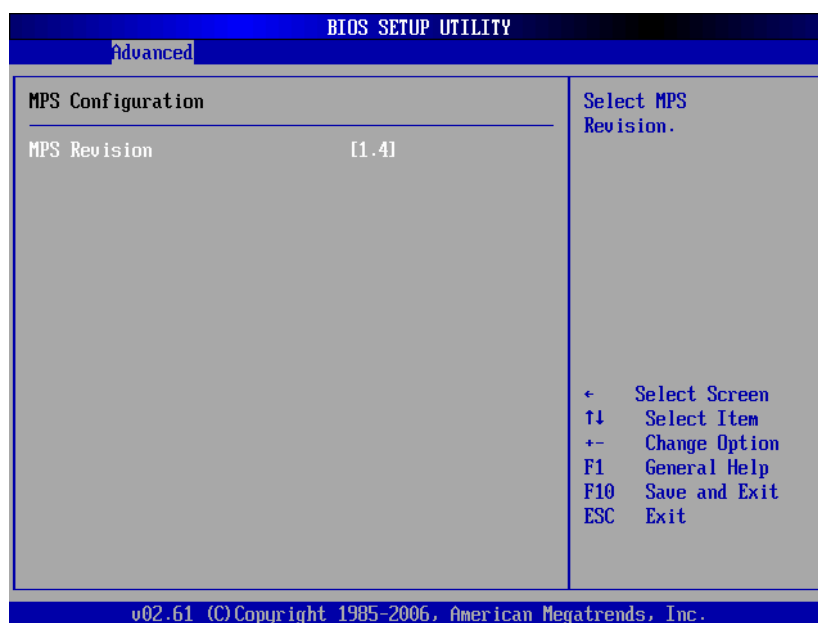 BIOS SETUP UTILITY
Advanced
MPS Configuration
MPS Revision [1.4]
Select MPS
Revision.
← Select Screen
↑↓ Select Item
+- Change Option
F1 General Help
F10 Save and Exit
ESC Exit
v02.61 (C)Copyright 1985-2006, American Megatrends, Inc.